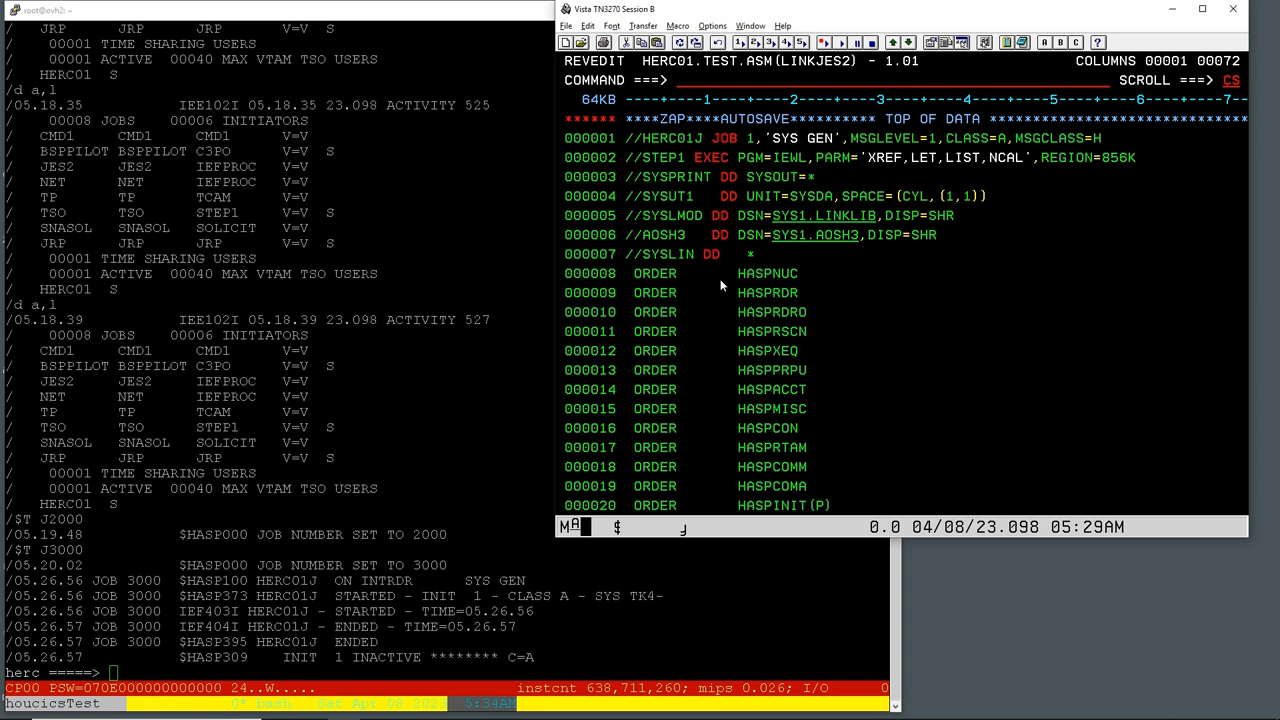 root@ovh2: ~
/   JRP      JRP      JRP      V=V  S
/    00001 TIME SHARING USERS
/    00001 ACTIVE  00040 MAX VTAM TSO USERS
/   HERC01   S
/d a,l
/05.18.35           IEE102I 05.18.35 23.098 ACTIVITY 525
/    00008 JOBS    00006 INITIATORS
/   CMD1     CMD1     CMD1     V=V
/   BSPPILOT BSPPILOT C3PO     V=V  S
/   JES2     JES2     IEFPROC  V=V
/   NET      NET      IEFPROC  V=V
/   TP       TP       TCAM     V=V
/   TSO      TSO      STEP1    V=V  S
/   SNASOL   SNASOL   SOLICIT  V=V  S
/   JRP      JRP      JRP      V=V  S
/    00001 TIME SHARING USERS
/    00001 ACTIVE  00040 MAX VTAM TSO USERS
/   HERC01   S
/d a,l
/05.18.39           IEE102I 05.18.39 23.098 ACTIVITY 527
/    00008 JOBS    00006 INITIATORS
/   CMD1     CMD1     CMD1     V=V
/   BSPPILOT BSPPILOT C3PO     V=V  S
/   JES2     JES2     IEFPROC  V=V
/   NET      NET      IEFPROC  V=V
/   TP       TP       TCAM     V=V
/   TSO      TSO      STEP1    V=V  S
/   SNASOL   SNASOL   SOLICIT  V=V  S
/   JRP      JRP      JRP      V=V  S
/    00001 TIME SHARING USERS
/    00001 ACTIVE  00040 MAX VTAM TSO USERS
/   HERC01   S
/$T J2000
/05.19.48           $HASP000 JOB NUMBER SET TO 2000
/$T J3000
/05.20.02           $HASP000 JOB NUMBER SET TO 3000
/05.26.56 JOB 3000  $HASP100 HERC01J  ON INTRDR      SYS GEN
/05.26.56 JOB 3000  $HASP373 HERC01J  STARTED - INIT  1 - CLASS A - SYS TK4-
/05.26.56 JOB 3000  IEF403I HERC01J - STARTED - TIME=05.26.56
/05.26.57 JOB 3000  IEF404I HERC01J - ENDED - TIME=05.26.57
/05.26.57 JOB 3000  $HASP395 HERC01J  ENDED
/05.26.57           $HASP309    INIT  1 INACTIVE ******** C=A
herc =====>
CP00 PSW=070E000000000000 24..W..... instcnt 638,711,260; mips 0.026; I/O 0
houcicsTest 0* bash Sat Apr 08 2023 5:34AM
Vista TN3270 Session B
File Edit Font Transfer Macro Options Window Help
1 2 3 4 5 A B C ?
REVEDIT  HERC01.TEST.ASM(LINKJES2) - 1.01 COLUMNS 00001 00072
COMMAND ===> SCROLL ===> CS
64KB ----+----1----+----2----+----3----+----4----+----5----+----6----+----7--
****** ****ZAP****AUTOSAVE********** TOP OF DATA *******************************
000001 //HERC01J JOB 1,'SYS GEN',MSGLEVEL=1,CLASS=A,MSGCLASS=H
000002 //STEP1 EXEC PGM=IEWL,PARM='XREF,LET,LIST,NCAL',REGION=856K
000003 //SYSPRINT DD SYSOUT=*
000004 //SYSUT1   DD UNIT=SYSDA,SPACE=(CYL,(1,1))
000005 //SYSLMOD DD DSN=SYS1.LINKLIB,DISP=SHR
000006 //AOSH3   DD DSN=SYS1.AOSH3,DISP=SHR
000007 //SYSLIN DD   *
000008  ORDER       HASPNUC
000009  ORDER       HASPRDR
000010  ORDER       HASPRDRO
000011  ORDER       HASPRSCN
000012  ORDER       HASPXEQ
000013  ORDER       HASPPRPU
000014  ORDER       HASPACCT
000015  ORDER       HASPMISC
000016  ORDER       HASPCON
000017  ORDER       HASPRTAM
000018  ORDER       HASPCOMM
000019  ORDER       HASPCOMA
000020  ORDER       HASPINIT(P)
MA $ 0.0 04/08/23.098 05:29AM